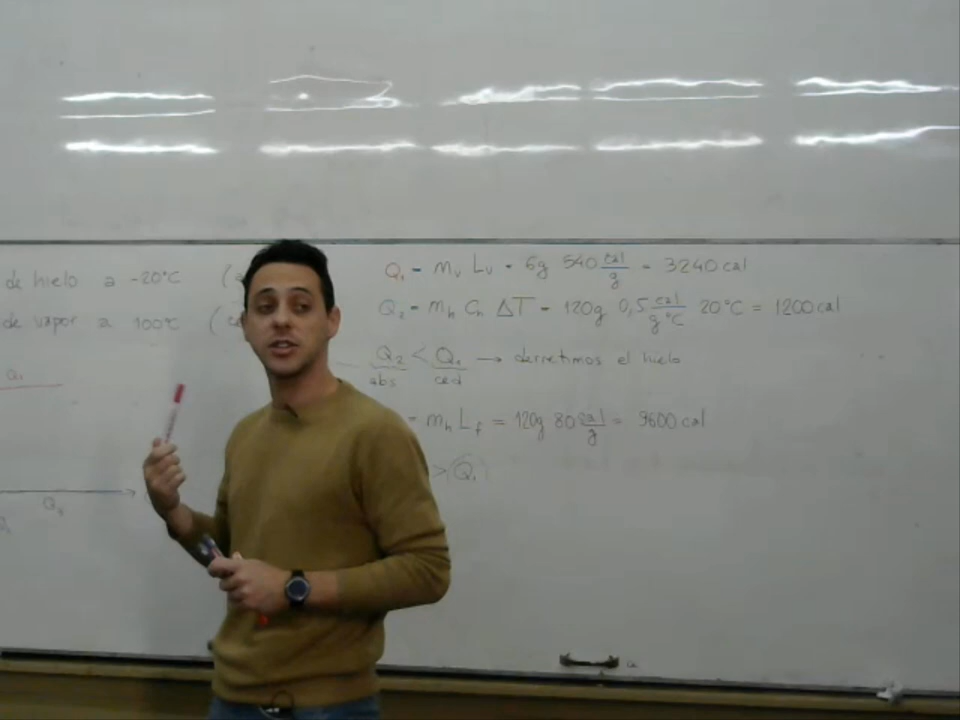 de hielo a -20°C (
de vapor a 100°C (
Q₁
Q₁ = mᵥ Lᵥ = 6g 540 cal/g = 3240 cal
Q₂ = mₕ Cₕ ΔT = 120g 0,5 cal/g°C 20°C = 1200 cal
Q₂ abs < Q₁ ced → derretimos el hielo
= mₕ L_f = 120g 80 cal/g = 9600 cal
> Q₁